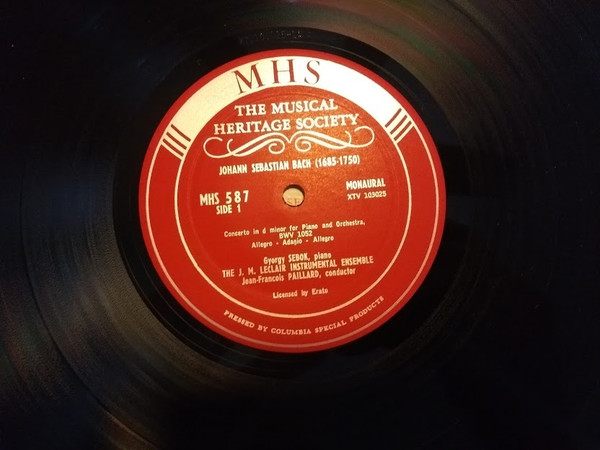 MHS
THE MUSICAL
HERITAGE SOCIETY
JOHANN SEBASTIAN BACH (1685-1750)
MHS 587
SIDE 1
MONAURAL
XTV 103025
Concerto in d minor for Piano and Orchestra,
BWV 1052
Allegro - Adagio - Allegro
Gyorgy SEBOK, piano
THE J. M. LECLAIR INSTRUMENTAL ENSEMBLE
Jean-Francois PAILLARD, conductor
Licensed by Erato
PRESSED BY COLUMBIA SPECIAL PRODUCTS